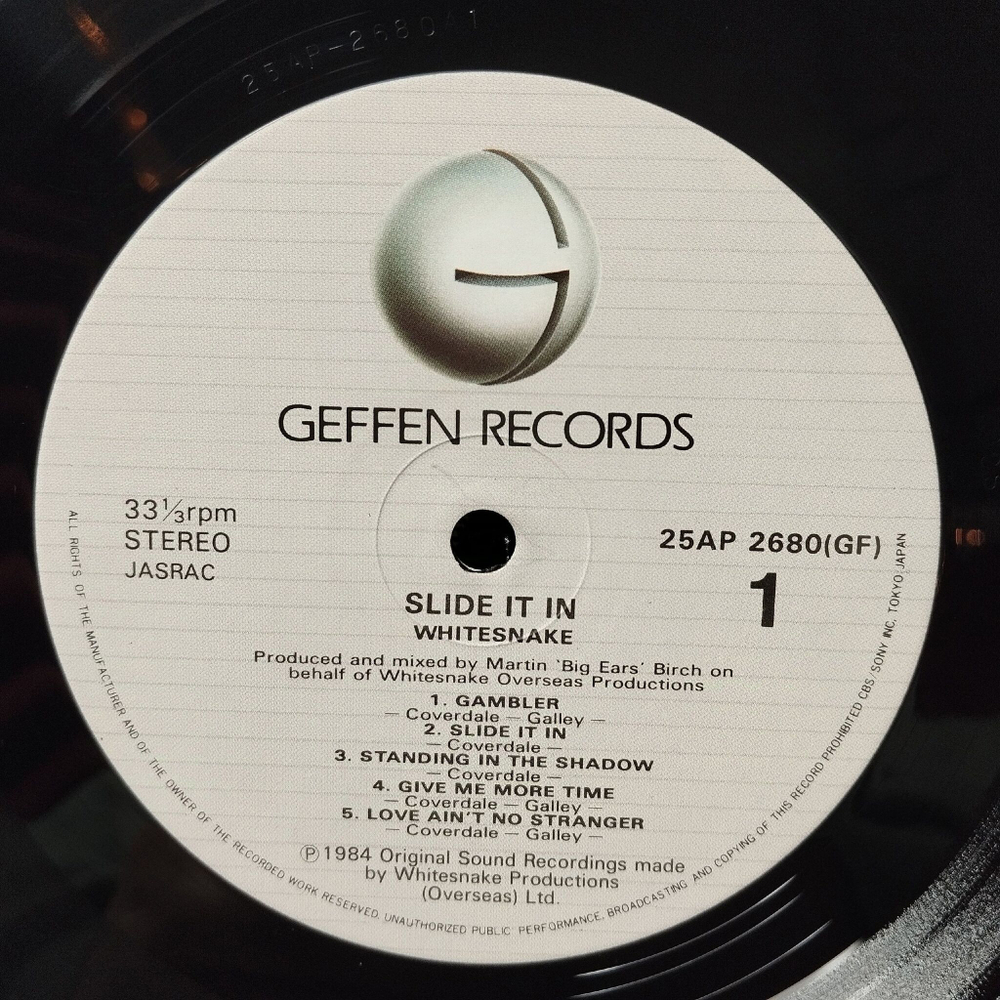 25AP-2680A1
GEFFEN RECORDS
33⅓rpm
STEREO
JASRAC
25AP 2680(GF)
1
SLIDE IT IN
WHITESNAKE
Produced and mixed by Martin 'Big Ears' Birch on
behalf of Whitesnake Overseas Productions
1. GAMBLER
— Coverdale — Galley —
2. SLIDE IT IN
— Coverdale —
3. STANDING IN THE SHADOW
— Coverdale —
4. GIVE ME MORE TIME
— Coverdale — Galley —
5. LOVE AIN'T NO STRANGER
— Coverdale — Galley —
Ⓟ1984 Original Sound Recordings made
by Whitesnake Productions
(Overseas) Ltd.
ALL RIGHTS OF THE MANUFACTURER AND OF THE OWNER OF THE RECORDED WORK RESERVED. UNAUTHORIZED PUBLIC PERFORMANCE, BROADCASTING AND COPYING OF THIS RECORD PROHIBITED CBS/SONY INC. TOKYO JAPAN